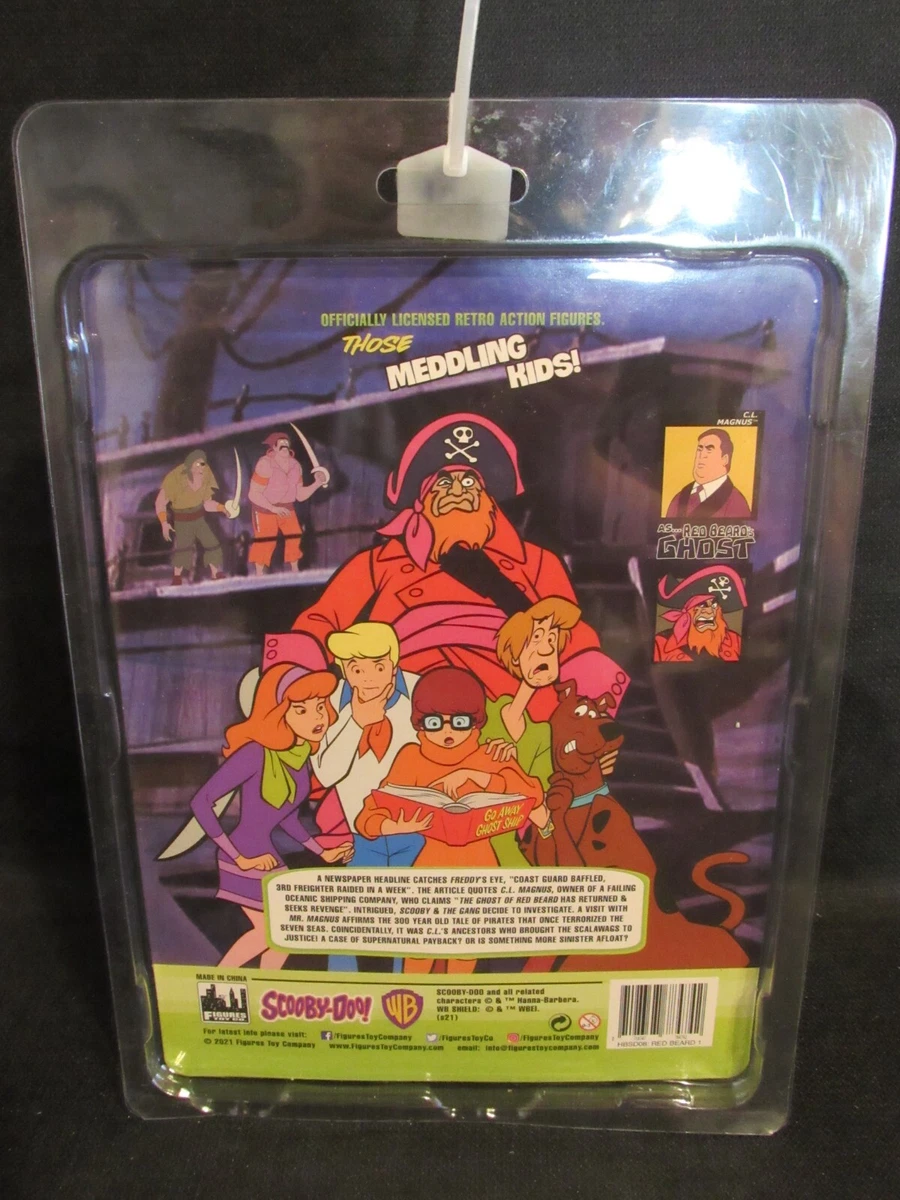 OFFICIALLY LICENSED RETRO ACTION FIGURES.
THOSE
MEDDLING
KIDS!
C.L.
MAGNUS™
AS... RED BEARD'S
GHOST
GO AWAY
GHOST SHIP
A NEWSPAPER HEADLINE CATCHES FREDDY'S EYE, "COAST GUARD BAFFLED,
3RD FREIGHTER RAIDED IN A WEEK". THE ARTICLE QUOTES C.L. MAGNUS, OWNER OF A FAILING
OCEANIC SHIPPING COMPANY, WHO CLAIMS "THE GHOST OF RED BEARD HAS RETURNED &
SEEKS REVENGE". INTRIGUED, SCOOBY & THE GANG DECIDE TO INVESTIGATE. A VISIT WITH
MR. MAGNUS AFFIRMS THE 300 YEAR OLD TALE OF PIRATES THAT ONCE TERRORIZED THE
SEVEN SEAS. COINCIDENTALLY, IT WAS C.L.'S ANCESTORS WHO BROUGHT THE SCALAWAGS TO
JUSTICE! A CASE OF SUPERNATURAL PAYBACK? OR IS SOMETHING MORE SINISTER AFLOAT?
MADE IN CHINA
FIGURES
TOY CO.
SCOOBY-DOO!
WB
SCOOBY-DOO and all related
characters © & ™ Hanna-Barbera.
WB SHIELD: © & ™ WBEI.
(s21)
For latest info please visit:
/FiguresToyCompany
/FiguresToyCo
/figurestoycompany
© 2021 Figures Toy Company
www.FiguresToyCompany.com
email: info@figurestoycompany.com
HBSD08: RED BEARD 1